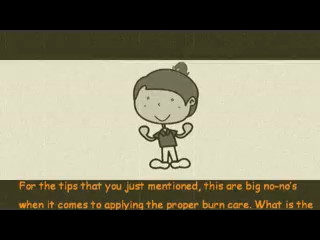 For the tips that you just mentioned, this are big no-no's
when it comes to applying the proper burn care. What is the